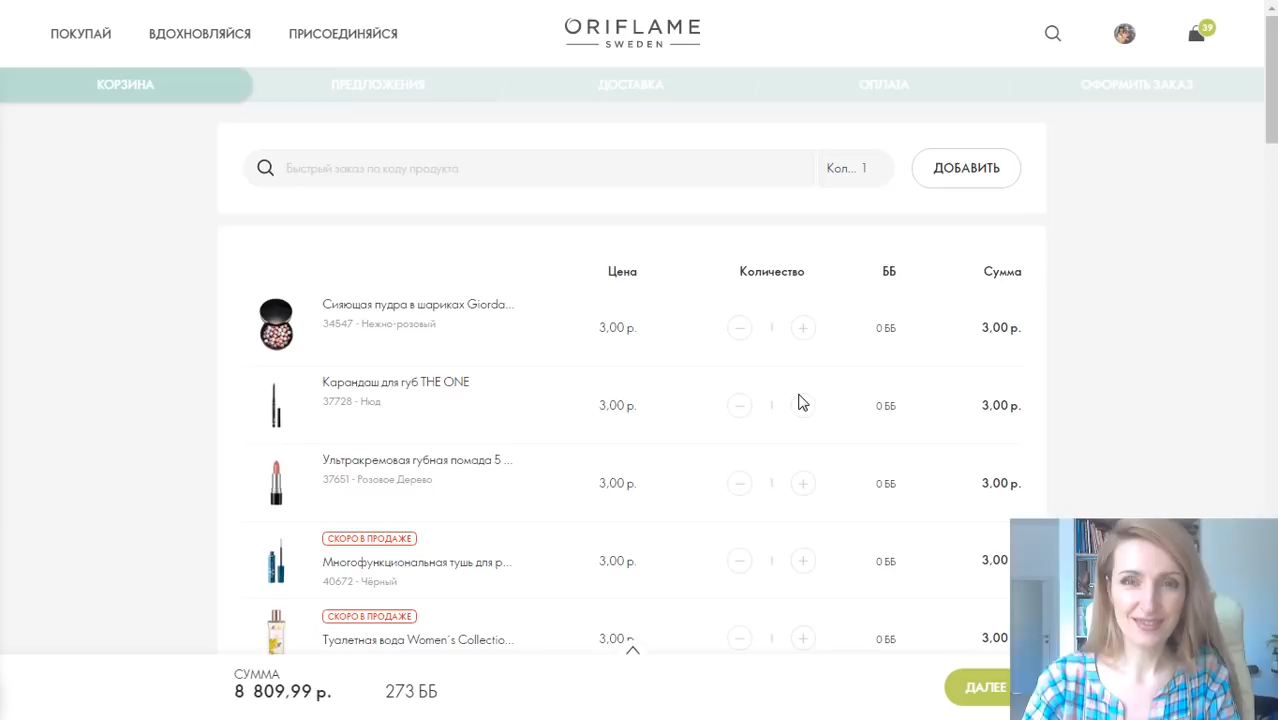 ПОКУПАЙ ВДОХНОВЛЯЙСЯ ПРИСОЕДИНЯЙСЯ ORIFLAME SWEDEN 39
КОРЗИНА ПРЕДЛОЖЕНИЯ ДОСТАВКА ОПЛАТА ОФОРМИТЬ ЗАКАЗ
Быстрый заказ по коду продукта Кол... 1 ДОБАВИТЬ
Цена Количество ББ Сумма
Сияющая пудра в шариках Giorda...
34547 - Нежно-розовый
3,00 р. 1 0 ББ 3,00 р.
Карандаш для губ THE ONE
37728 - Нюд
3,00 р. 1 0 ББ 3,00 р.
Ультракремовая губная помада 5 ...
37651 - Розовое Дерево
3,00 р. 1 0 ББ 3,00 р.
СКОРО В ПРОДАЖЕ
Многофункциональная тушь для р...
40672 - Чёрный
3,00 р. 1 0 ББ 3,00 р.
СКОРО В ПРОДАЖЕ
Туалетная вода Women´s Collectio...
3,00 р. 1 0 ББ 3,00
СУММА
8 809,99 р. 273 ББ ДАЛЕЕ